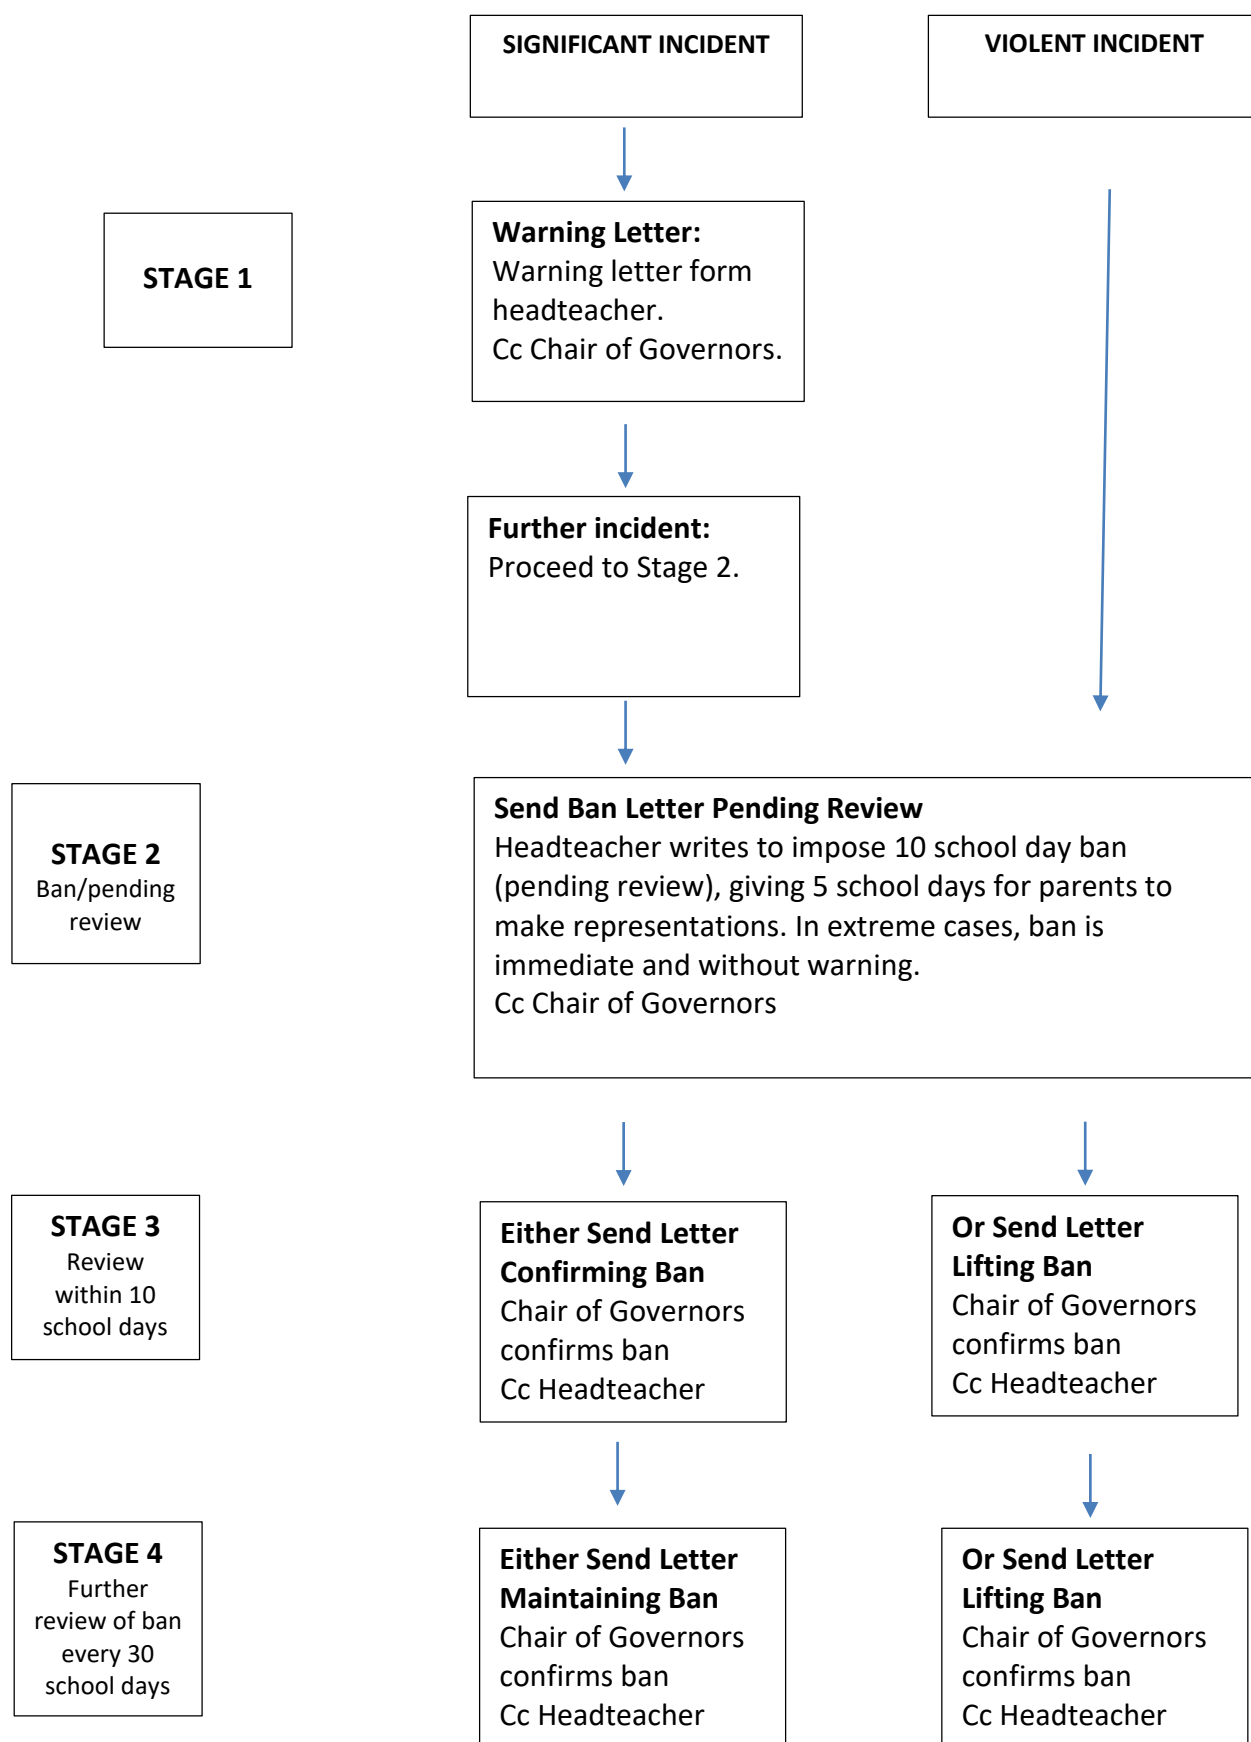 SIGNIFICANT INCIDENT
VIOLENT INCIDENT
STAGE 1
Warning Letter:
Warning letter form
headteacher.
Cc Chair of Governors.
Further incident:
Proceed to Stage 2.
STAGE 2
Ban/pending
review
Send Ban Letter Pending Review
Headteacher writes to impose 10 school day ban
(pending review), giving 5 school days for parents to
make representations. In extreme cases, ban is
immediate and without warning.
Cc Chair of Governors
STAGE 3
Review
within 10
school days
Either Send Letter
Confirming Ban
Chair of Governors
confirms ban
Cc Headteacher
Or Send Letter
Lifting Ban
Chair of Governors
confirms ban
Cc Headteacher
STAGE 4
Further
review of ban
every 30
school days
Either Send Letter
Maintaining Ban
Chair of Governors
confirms ban
Cc Headteacher
Or Send Letter
Lifting Ban
Chair of Governors
confirms ban
Cc Headteacher